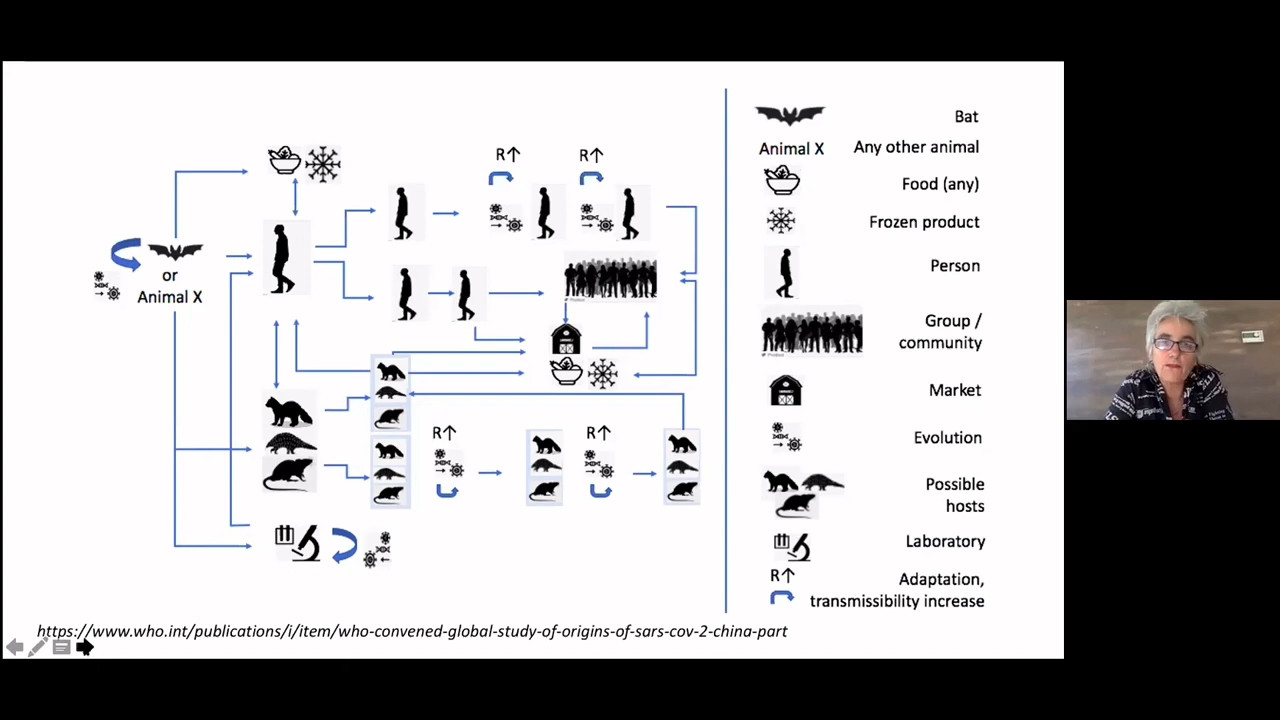 R↑
R↑
or
Animal X
R↑
R↑
Bat
Animal X
Any other animal
Food (any)
Frozen product
Person
Group /
community
Market
Evolution
Possible
hosts
Laboratory
R↑
Adaptation,
transmissibility increase
https://www.who.int/publications/i/item/who-convened-global-study-of-origins-of-sars-cov-2-china-part